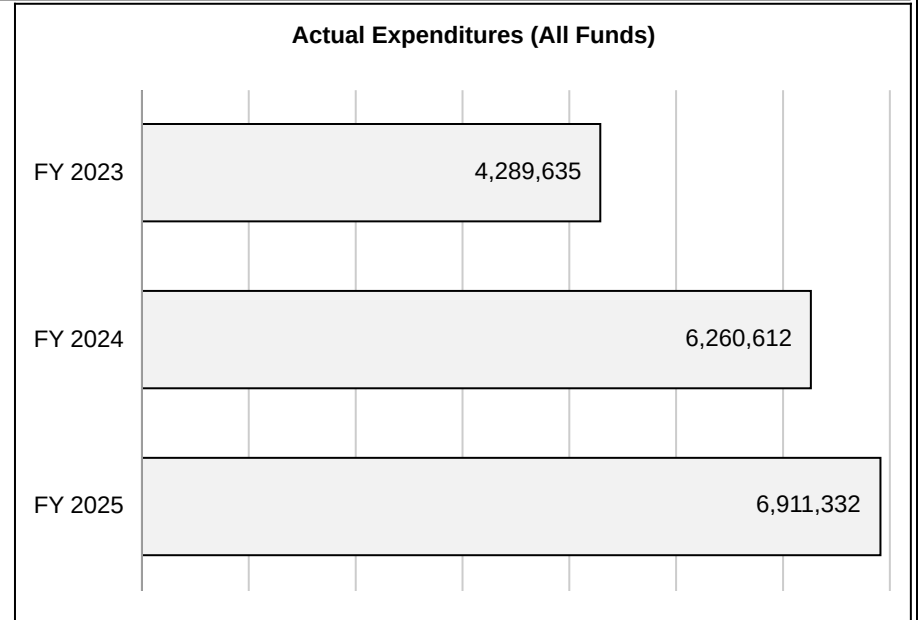 Actual Expenditures (All Funds)
FY 2023 4,289,635
FY 2024 6,260,612
FY 2025 6,911,332